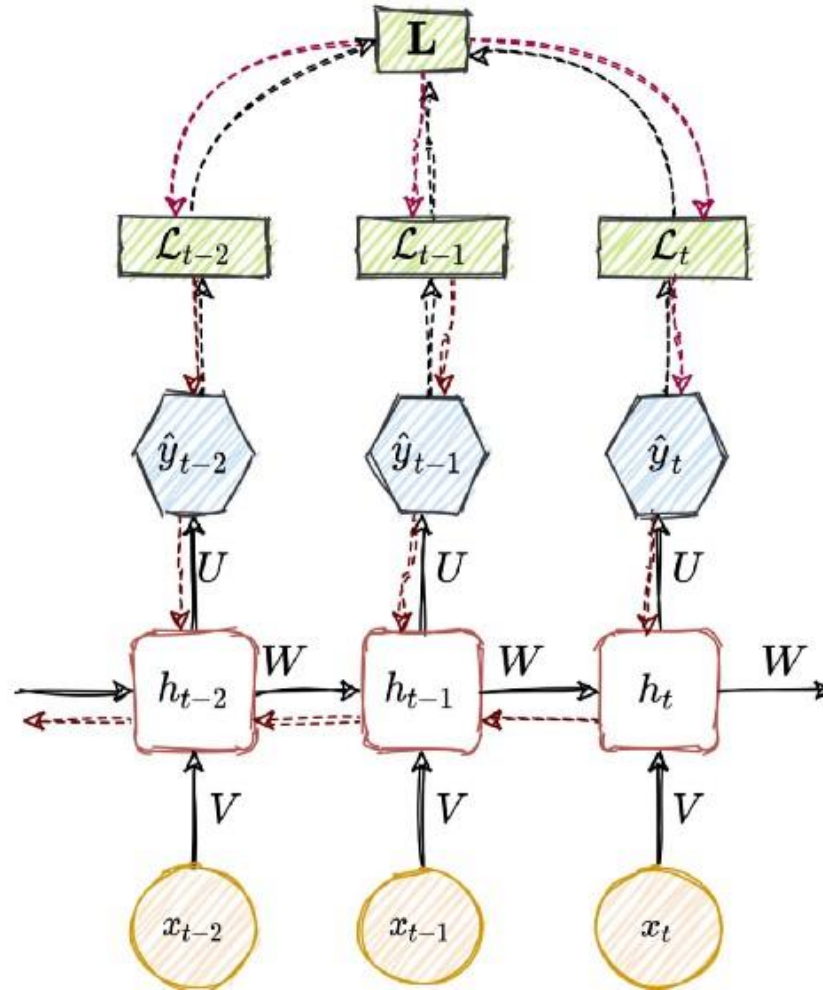 L
ℒ_{t−2} ℒ_{t−1} ℒ_t
ŷ_{t−2} ŷ_{t−1} ŷ_t
U U U
W W W
h_{t−2} h_{t−1} h_t
V V V
x_{t−2} x_{t−1} x_t